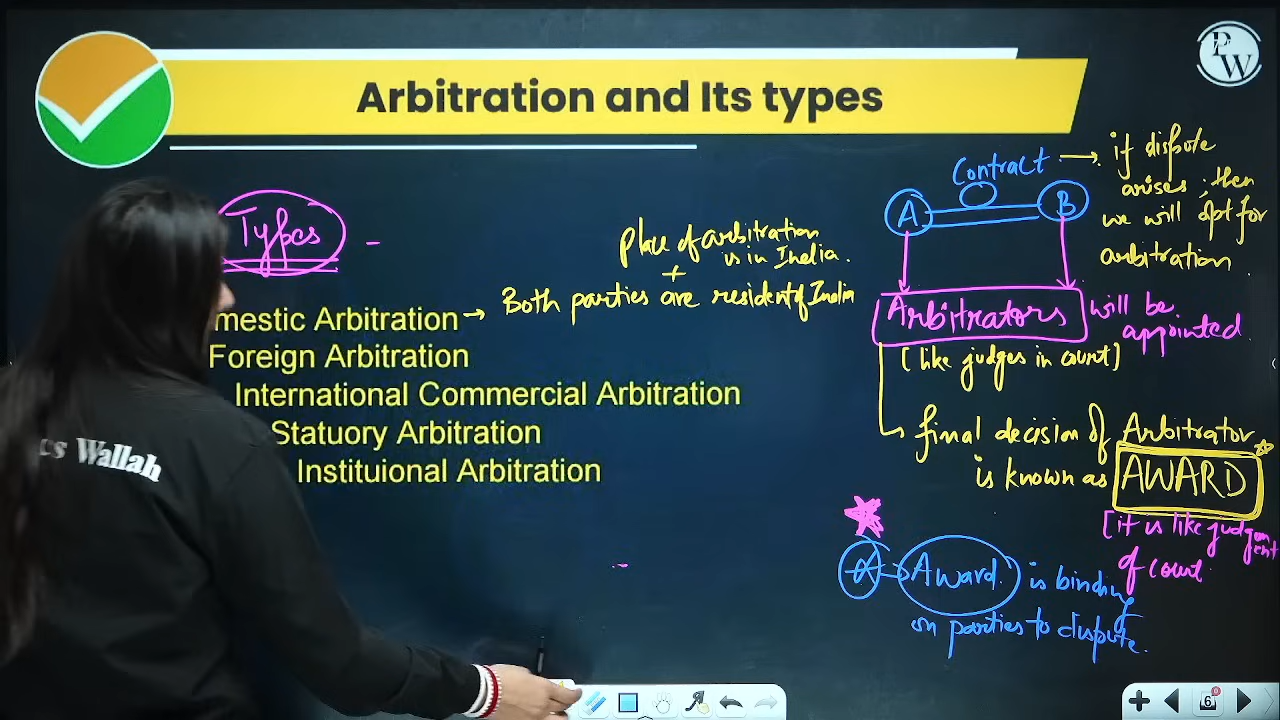 PW
Arbitration and Its types
Types
mestic Arbitration
Place of arbitration
is in India.
+
Both parties are resident of India
Foreign Arbitration
International Commercial Arbitration
Statuory Arbitration
Instituional Arbitration
s Wallah
Contract
A
B
if dispute
arises, then
we will opt for
arbitration
Arbitrators will be
appointed
(like judges in court)
final decision of Arbitrator
is known as AWARD
[it is like judgment
of court
Award is binding
on parties to dispute.
6